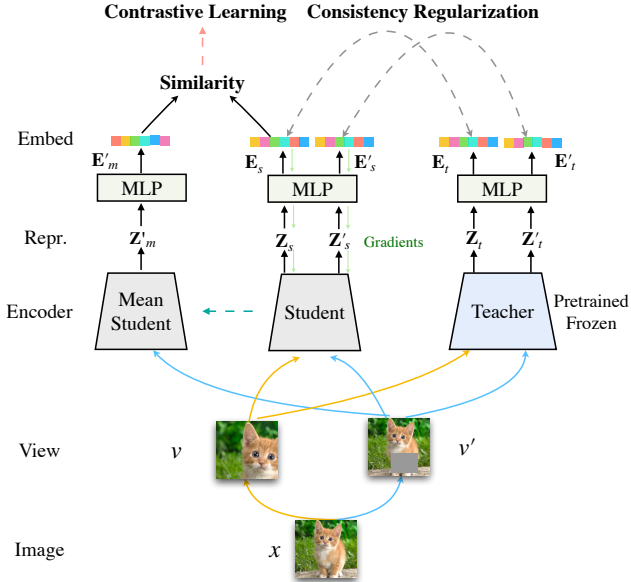 Contrastive Learning Consistency Regularization
Similarity
Embed
E′m Es E′s Et E′t
MLP MLP MLP
Repr. Z'm Zs Z′s Gradients Zt Z′t
Encoder Mean Student Student Teacher Pretrained Frozen
View v v′
Image x